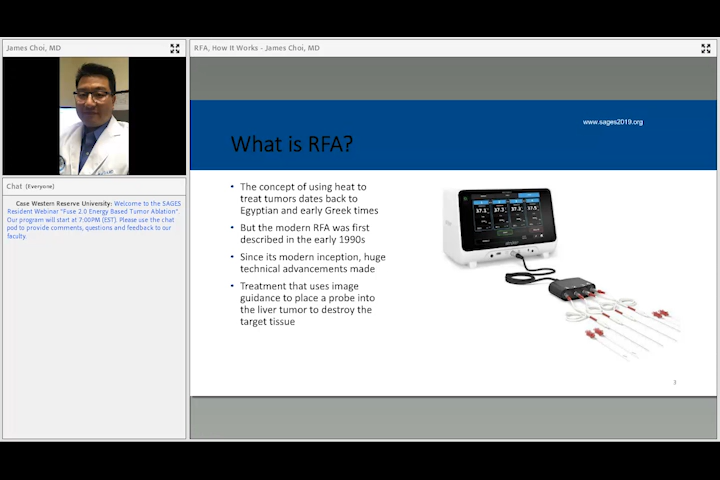 James Choi, MD
RFA, How It Works - James Choi, MD
Chat (Everyone)
Case Western Reserve University: Welcome to the SAGES
Resident Webinar "Fuse 2.0 Energy Based Tumor Ablation".
Our program will start at 7:00PM (EST). Please use the chat
pod to provide comments, questions and feedback to our
faculty.
www.sages2019.org
What is RFA?
• The concept of using heat to
treat tumors dates back to
Egyptian and early Greek times
• But the modern RFA was first
described in the early 1990s
• Since its modern inception, huge
technical advancements made
• Treatment that uses image
guidance to place a probe into
the liver tumor to destroy the
target tissue
3